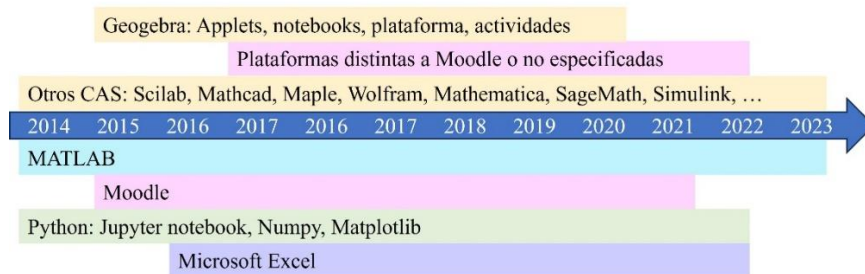 Geogebra: Applets, notebooks, plataforma, actividades
Plataformas distintas a Moodle o no especificadas
Otros CAS: Scilab, Mathcad, Maple, Wolfram, Mathematica, SageMath, Simulink, …
2014 2015 2016 2017 2016 2017 2018 2019 2020 2021 2022 2023
MATLAB
Moodle
Python: Jupyter notebook, Numpy, Matplotlib
Microsoft Excel